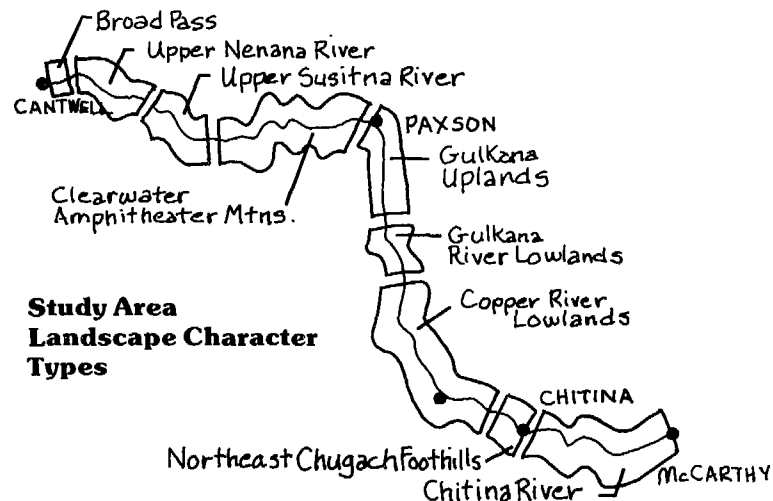 Broad Pass
Upper Nenana River
Upper Susitna River
CANTWELL
PAXSON
Gulkana
Uplands
Clearwater
Amphitheater Mtns.
Gulkana
River Lowlands
Study Area
Landscape Character
Types
Copper River
Lowlands
CHITINA
Northeast Chugach Foothills
McCARTHY
Chitina River